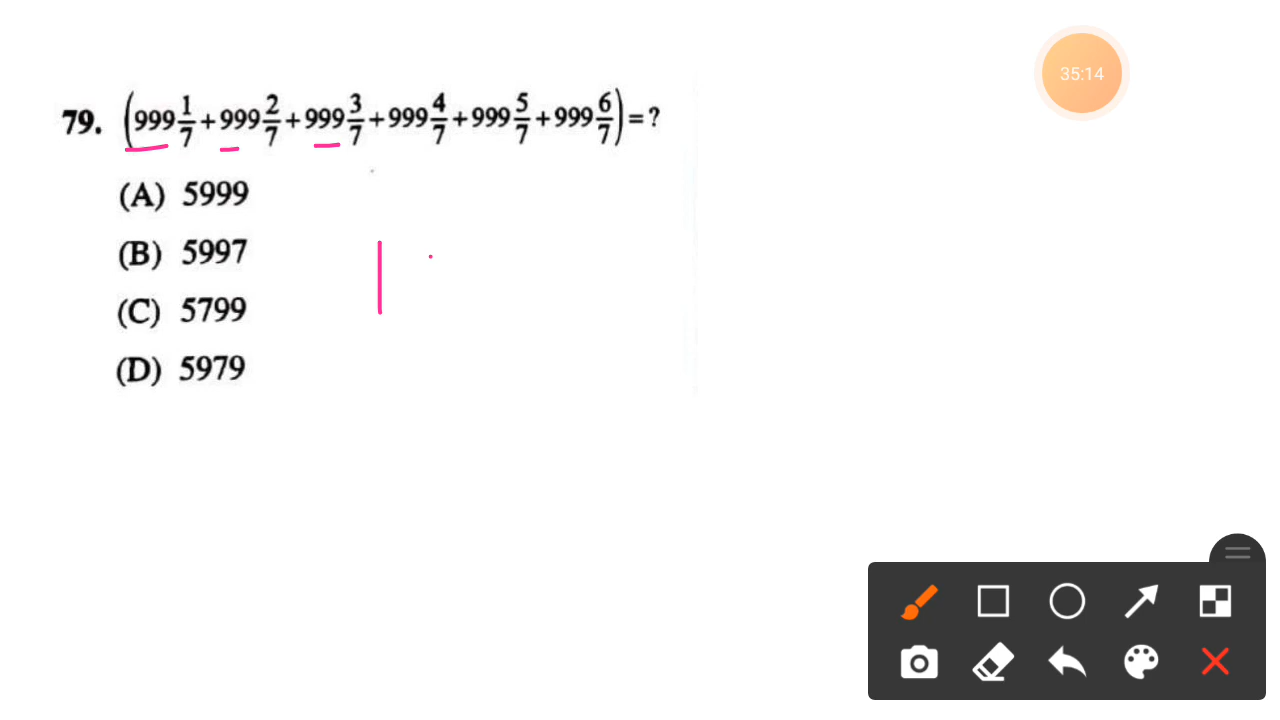 35:14
79. (999 1/7 + 999 2/7 + 999 3/7 + 999 4/7 + 999 5/7 + 999 6/7) = ?
(A) 5999
(B) 5997
(C) 5799
(D) 5979